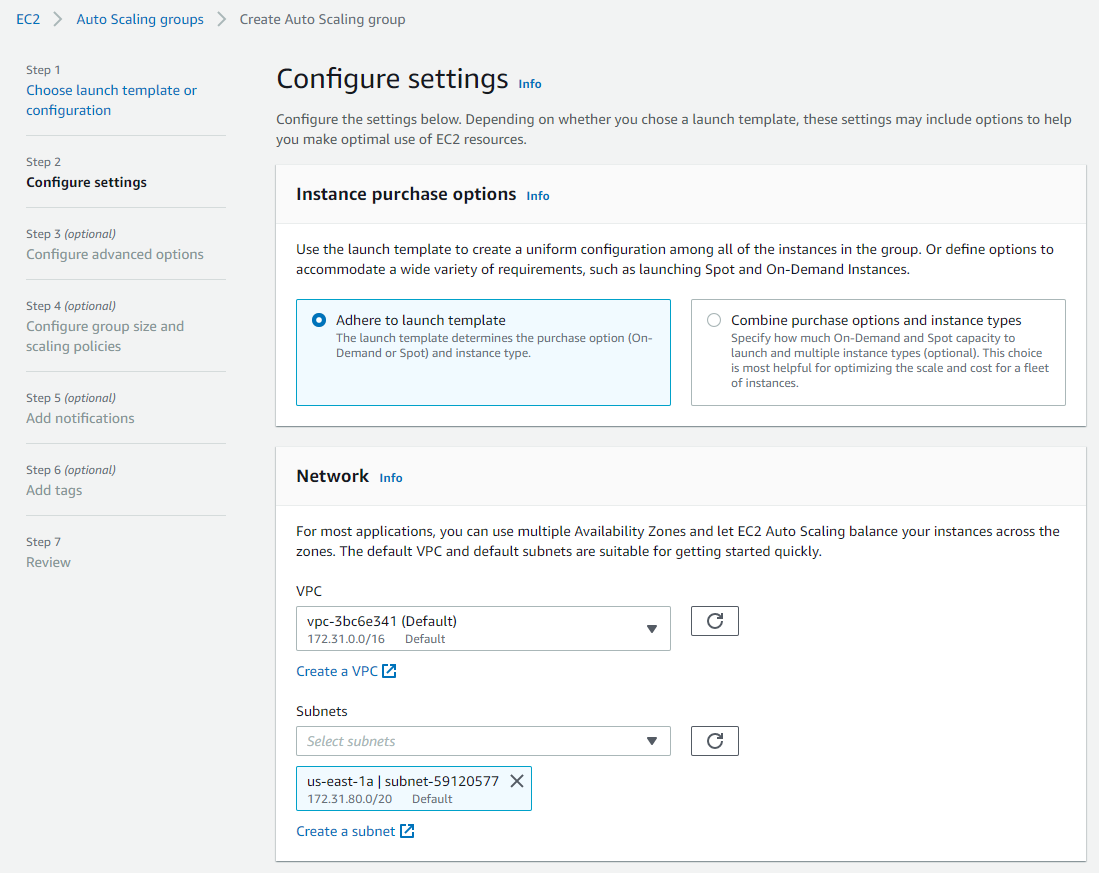 EC2 > Auto Scaling groups > Create Auto Scaling group
Step 1
Choose launch template or
configuration
Step 2
Configure settings
Step 3 (optional)
Configure advanced options
Step 4 (optional)
Configure group size and
scaling policies
Step 5 (optional)
Add notifications
Step 6 (optional)
Add tags
Step 7
Review
Configure settings Info
Configure the settings below. Depending on whether you chose a launch template, these settings may include options to help
you make optimal use of EC2 resources.
Instance purchase options Info
Use the launch template to create a uniform configuration among all of the instances in the group. Or define options to
accommodate a wide variety of requirements, such as launching Spot and On-Demand Instances.
Adhere to launch template
The launch template determines the purchase option (On-
Demand or Spot) and instance type.
Combine purchase options and instance types
Specify how much On-Demand and Spot capacity to
launch and multiple instance types (optional). This choice
is most helpful for optimizing the scale and cost for a fleet
of instances.
Network Info
For most applications, you can use multiple Availability Zones and let EC2 Auto Scaling balance your instances across the
zones. The default VPC and default subnets are suitable for getting started quickly.
VPC
vpc-3bc6e341 (Default)
172.31.0.0/16 Default
Create a VPC
Subnets
Select subnets
us-east-1a | subnet-59120577
172.31.80.0/20 Default
Create a subnet